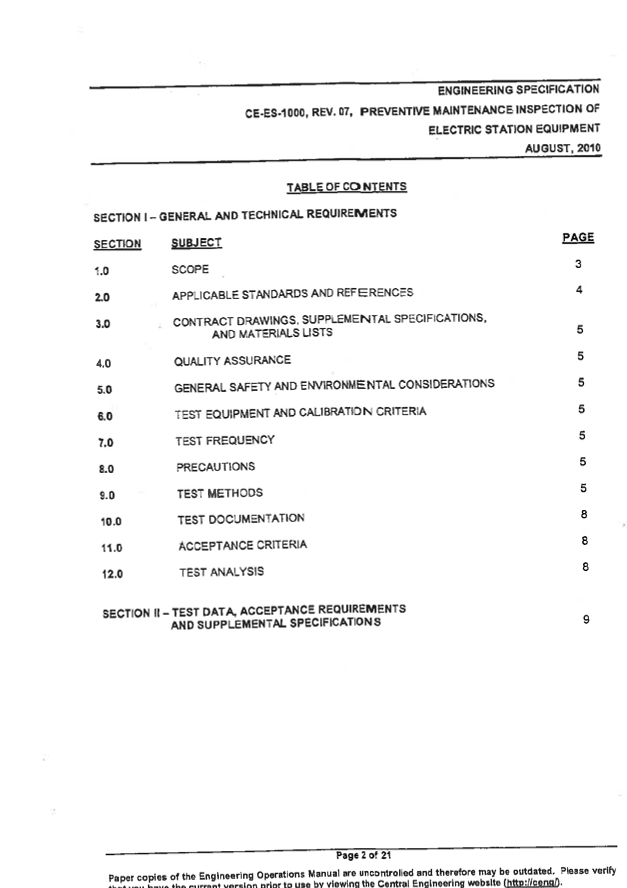 ENGINEERING SPECIFICATION
CE-ES-1000, REV. 07, PREVENTIVE MAINTENANCE INSPECTION OF
ELECTRIC STATION EQUIPMENT
AUGUST, 2010
TABLE OF CONTENTS
SECTION I – GENERAL AND TECHNICAL REQUIREMENTS
SECTION SUBJECT PAGE
1.0 SCOPE 3
2.0 APPLICABLE STANDARDS AND REFERENCES 4
3.0 CONTRACT DRAWINGS, SUPPLEMENTAL SPECIFICATIONS,
AND MATERIALS LISTS 5
4.0 QUALITY ASSURANCE 5
5.0 GENERAL SAFETY AND ENVIRONMENTAL CONSIDERATIONS 5
6.0 TEST EQUIPMENT AND CALIBRATION CRITERIA 5
7.0 TEST FREQUENCY 5
8.0 PRECAUTIONS 5
9.0 TEST METHODS 5
10.0 TEST DOCUMENTATION 8
11.0 ACCEPTANCE CRITERIA 8
12.0 TEST ANALYSIS 8
SECTION II – TEST DATA, ACCEPTANCE REQUIREMENTS
AND SUPPLEMENTAL SPECIFICATIONS 9
Page 2 of 21
Paper copies of the Engineering Operations Manual are uncontrolled and therefore may be outdated. Please verify
that you have the current version prior to use by viewing the Central Engineering website (http://ceng/).